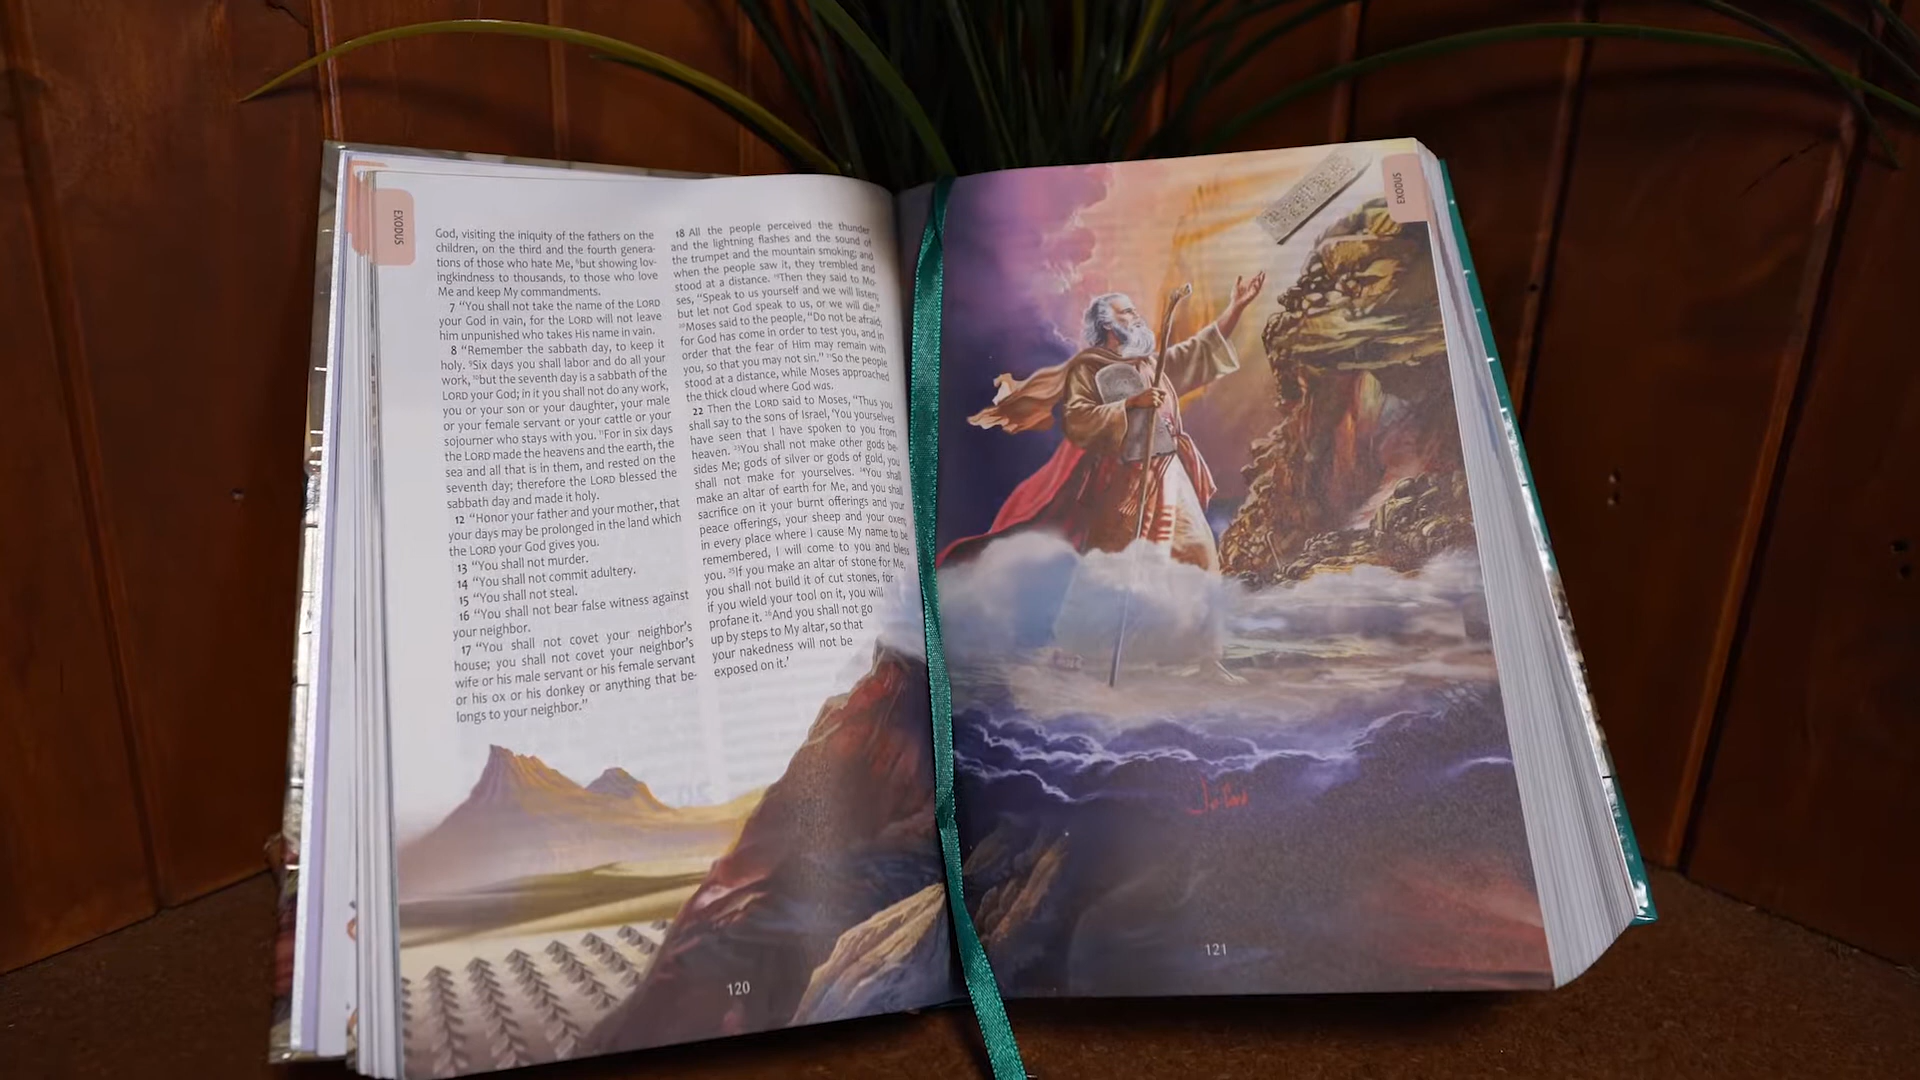 EXODUS
God, visiting the iniquity of the fathers on the
children, on the third and the fourth genera-
tions of those who hate Me, ⁶but showing lov-
ingkindness to thousands, to those who love
Me and keep My commandments.
7 “You shall not take the name of the LORD
your God in vain, for the LORD will not leave
him unpunished who takes His name in vain.
8 “Remember the sabbath day, to keep it
holy. ⁹Six days you shall labor and do all your
work, ¹⁰but the seventh day is a sabbath of the
LORD your God; in it you shall not do any work,
you or your son or your daughter, your male
or your female servant or your cattle or your
sojourner who stays with you. ¹¹For in six days
the LORD made the heavens and the earth, the
sea and all that is in them, and rested on the
seventh day; therefore the LORD blessed the
sabbath day and made it holy.
12 “Honor your father and your mother, that
your days may be prolonged in the land which
the LORD your God gives you.
13 “You shall not murder.
14 “You shall not commit adultery.
15 “You shall not steal.
16 “You shall not bear false witness against
your neighbor.
17 “You shall not covet your neighbor’s
house; you shall not covet your neighbor’s
wife or his male servant or his female servant
or his ox or his donkey or anything that be-
longs to your neighbor.”
18 All the people perceived the thunder
and the lightning flashes and the sound of
the trumpet and the mountain smoking; and
when the people saw it, they trembled and
stood at a distance. ¹⁹Then they said to Mo-
ses, “Speak to us yourself and we will listen;
but let not God speak to us, or we will die.”
²⁰Moses said to the people, “Do not be afraid;
for God has come in order to test you, and in
order that the fear of Him may remain with
you, so that you may not sin.” ²¹So the people
stood at a distance, while Moses approached
the thick cloud where God was.
22 Then the LORD said to Moses, “Thus you
shall say to the sons of Israel, ‘You yourselves
have seen that I have spoken to you from
heaven. ²³You shall not make other gods be-
sides Me; gods of silver or gods of gold, you
shall not make for yourselves. ²⁴You shall
make an altar of earth for Me, and you shall
sacrifice on it your burnt offerings and your
peace offerings, your sheep and your oxen;
in every place where I cause My name to be
remembered, I will come to you and bless
you. ²⁵If you make an altar of stone for Me,
you shall not build it of cut stones, for
if you wield your tool on it, you will
profane it. ²⁶And you shall not go
up by steps to My altar, so that
your nakedness will not be
exposed on it.’
120
EXODUS
121